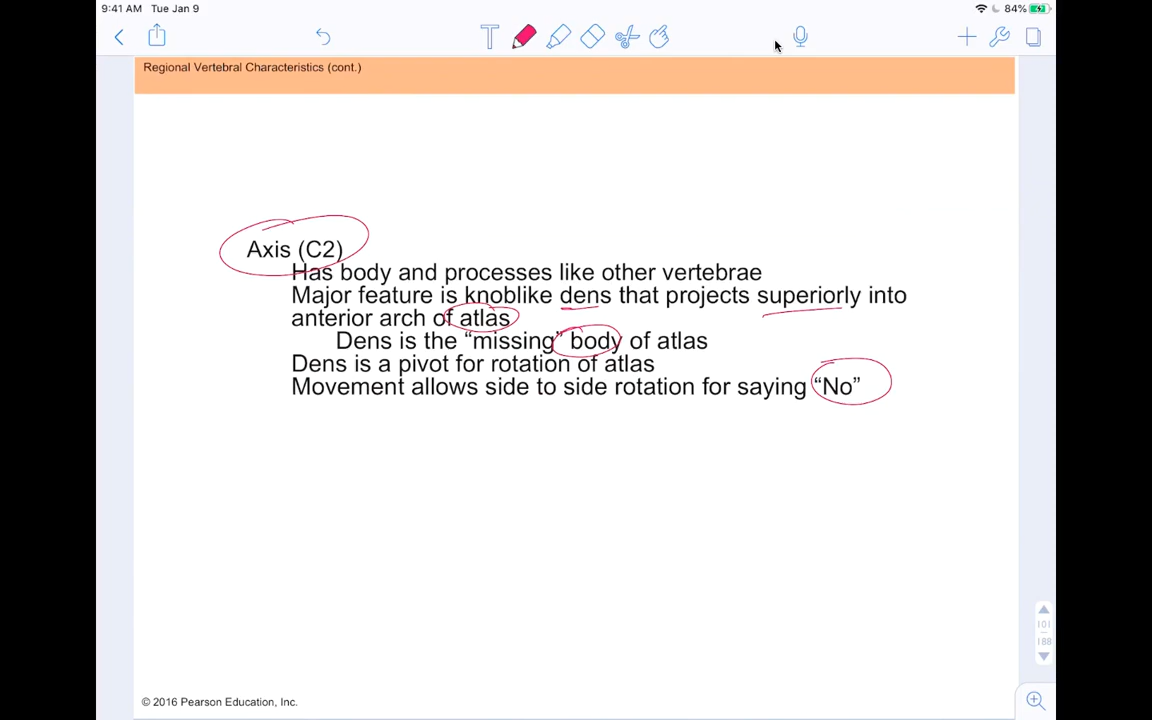 9:41 AM Tue Jan 9
84%
T
Regional Vertebral Characteristics (cont.)
Axis (C2)
Has body and processes like other vertebrae
Major feature is knoblike dens that projects superiorly into
anterior arch of atlas
Dens is the “missing” body of atlas
Dens is a pivot for rotation of atlas
Movement allows side to side rotation for saying “No”
101
188
© 2016 Pearson Education, Inc.